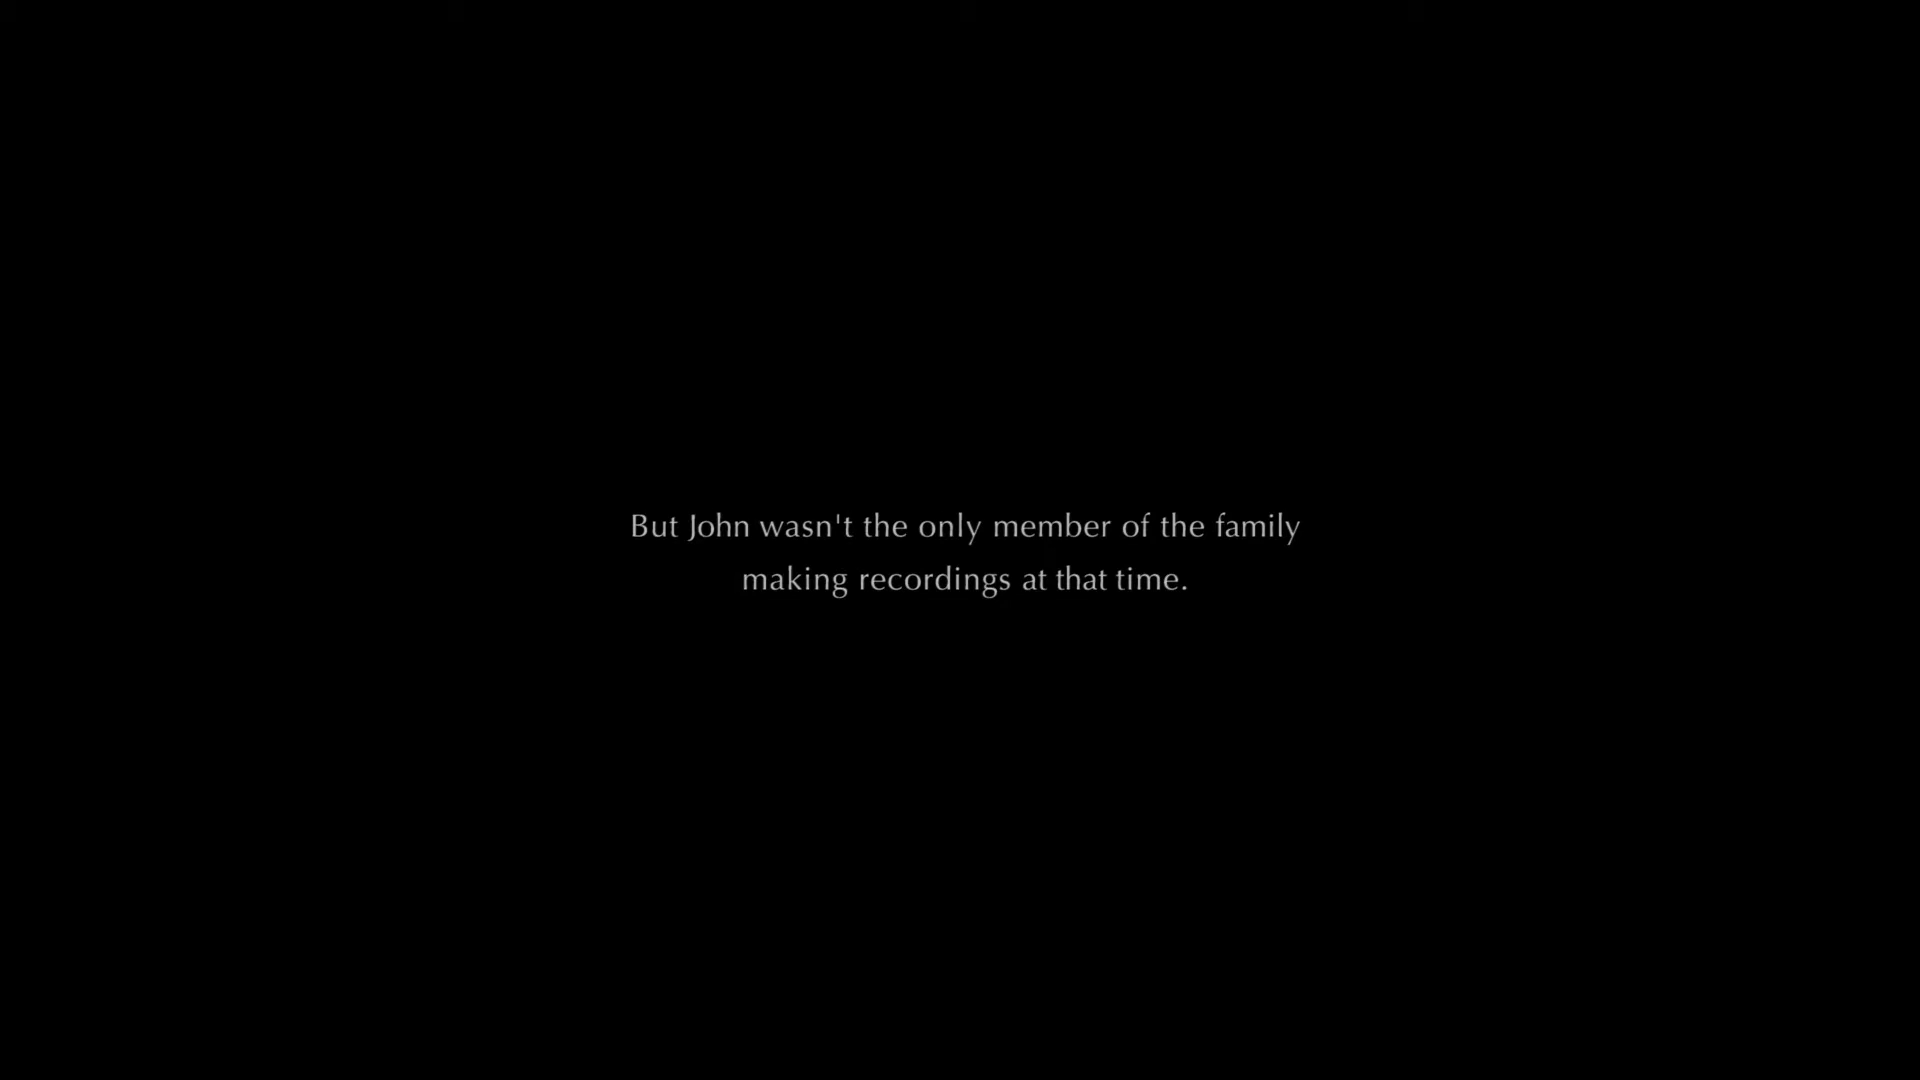 But John wasn't the only member of the family
making recordings at that time.